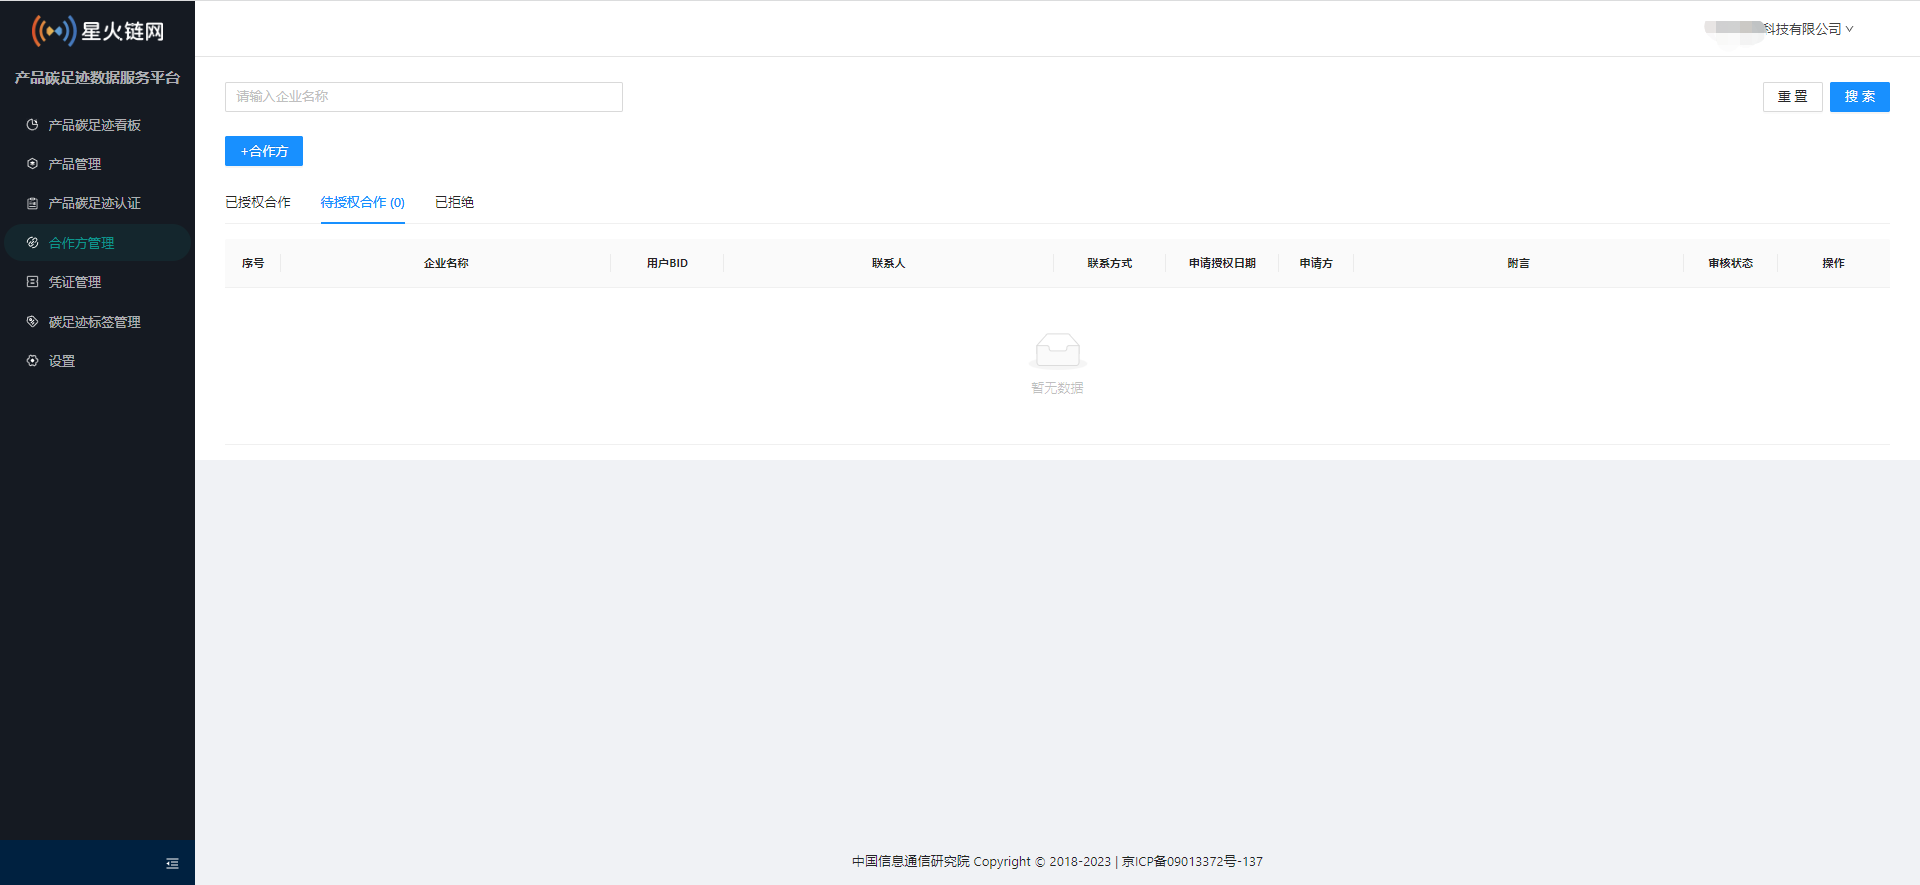 星火链网
产品碳足迹数据服务平台
产品碳足迹看板
产品管理
产品碳足迹认证
合作方管理
凭证管理
碳足迹标签管理
设置
科技有限公司
请输入企业名称
重 置
搜 索
+合作方
已授权合作 待授权合作 (0) 已拒绝
序号 企业名称 用户BID 联系人 联系方式 申请授权日期 申请方 附言 审核状态 操作
暂无数据
中国信息通信研究院 Copyright © 2018-2023 | 京ICP备09013372号-137